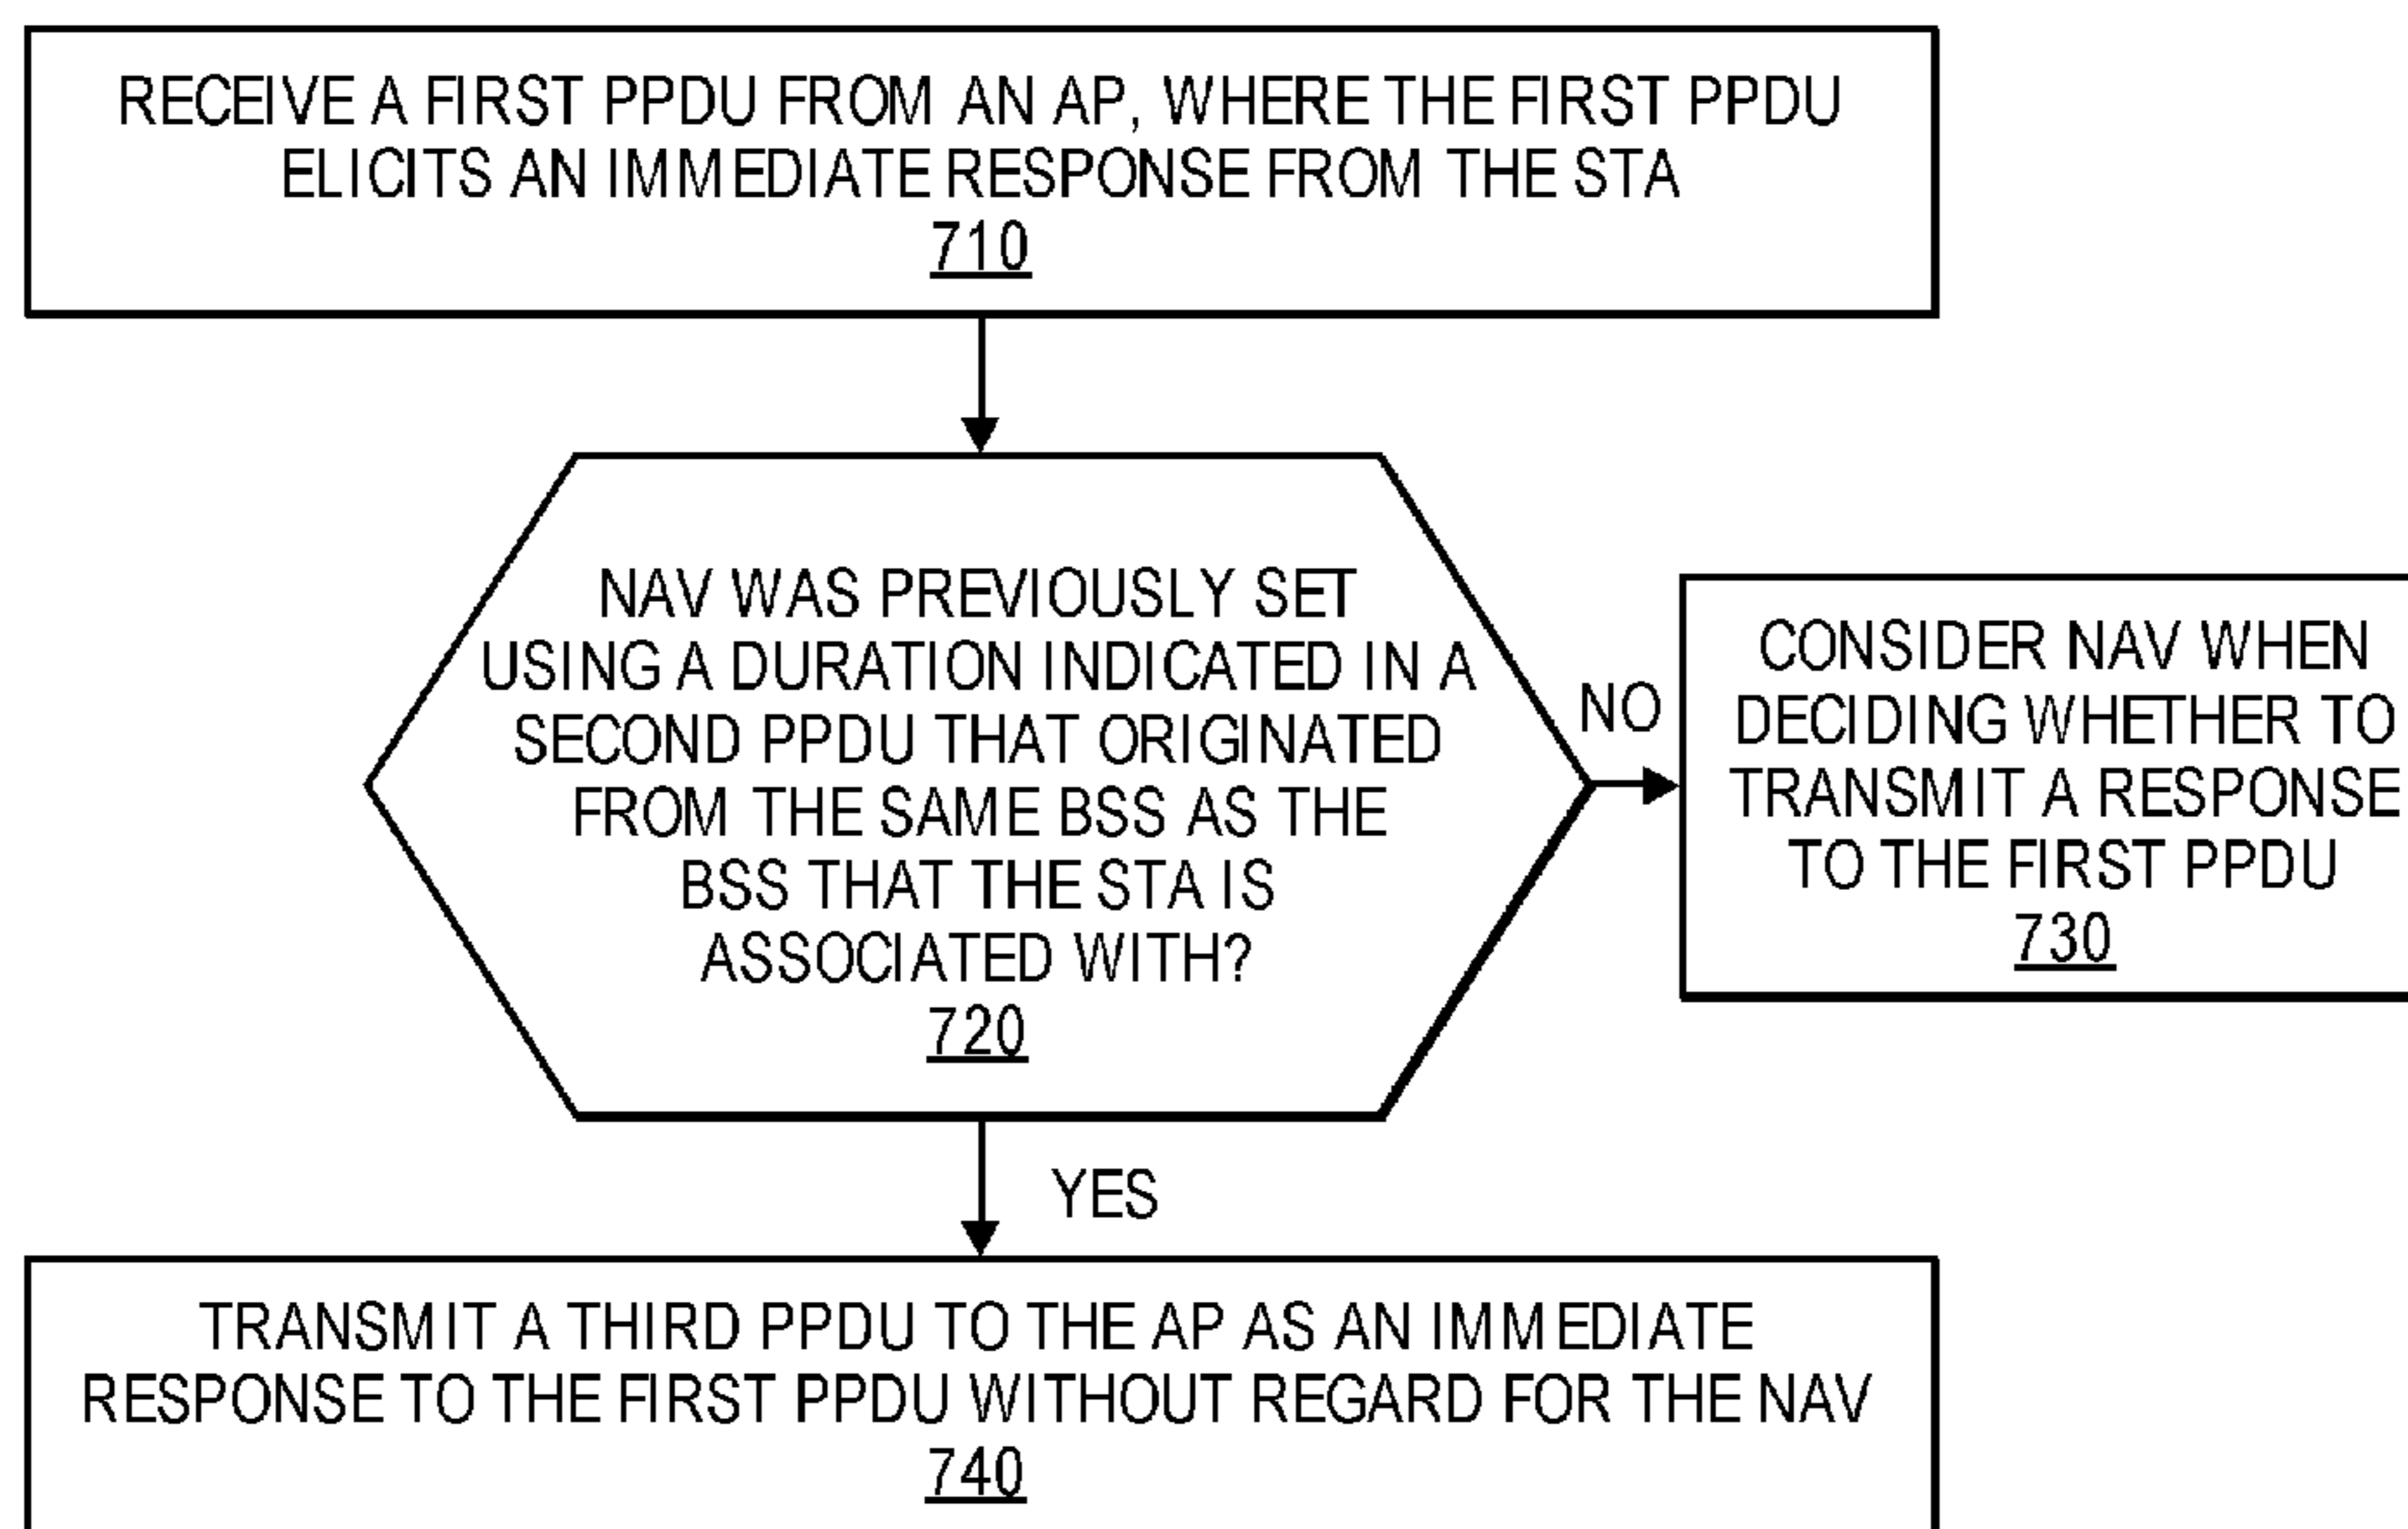 RECEIVE A FIRST PPDU FROM AN AP, WHERE THE FIRST PPDU
ELICITS AN IMMEDIATE RESPONSE FROM THE STA
710
NAV WAS PREVIOUSLY SET
USING A DURATION INDICATED IN A
SECOND PPDU THAT ORIGINATED
FROM THE SAME BSS AS THE
BSS THAT THE STA IS
ASSOCIATED WITH?
720
NO
CONSIDER NAV WHEN
DECIDING WHETHER TO
TRANSMIT A RESPONSE
TO THE FIRST PPDU
730
YES
TRANSMIT A THIRD PPDU TO THE AP AS AN IMMEDIATE
RESPONSE TO THE FIRST PPDU WITHOUT REGARD FOR THE NAV
740